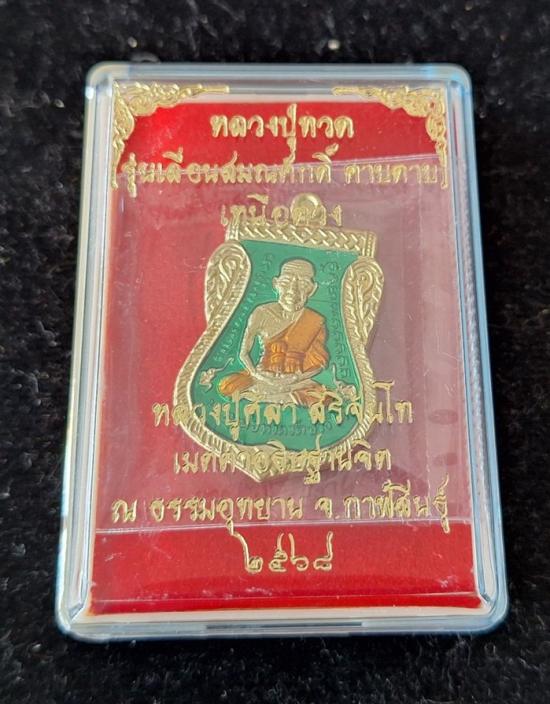 หลวงปู่ทวด
(รุ่นเลื่อนสมณศักดิ์ คาบดาบ)
เหนือดวง
หลวงปู่ศิลา สิริจันโท
เมตตาอธิษฐานจิต
ณ ธรรมอุทยาน จ.กาฬสินธุ์
๒๕๖๘